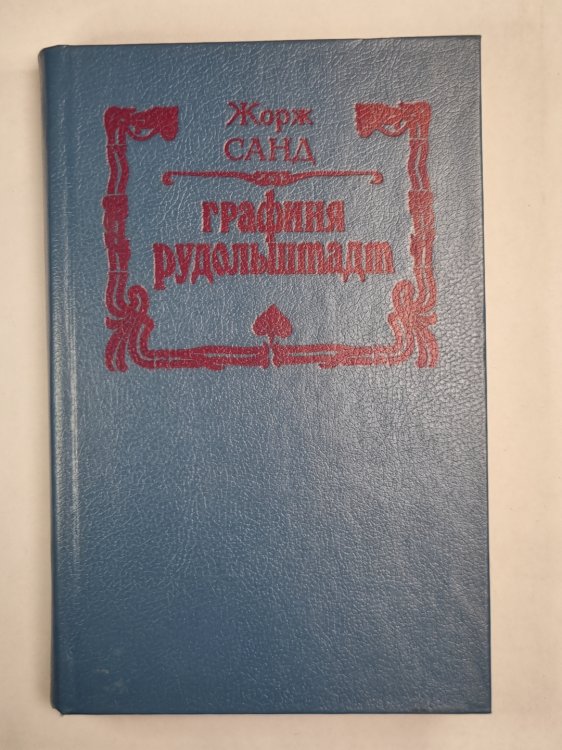 Жорж
САНД
графиня
рудольштадт